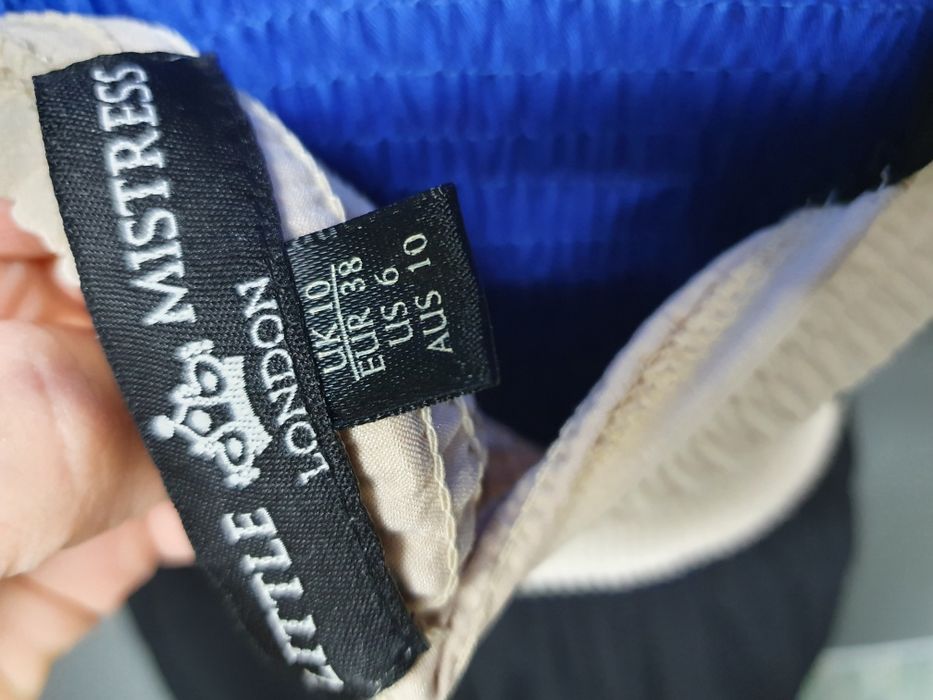 LITTLE MISTRESS
LONDON
UK 10
EUR 38
US 6
AUS 10